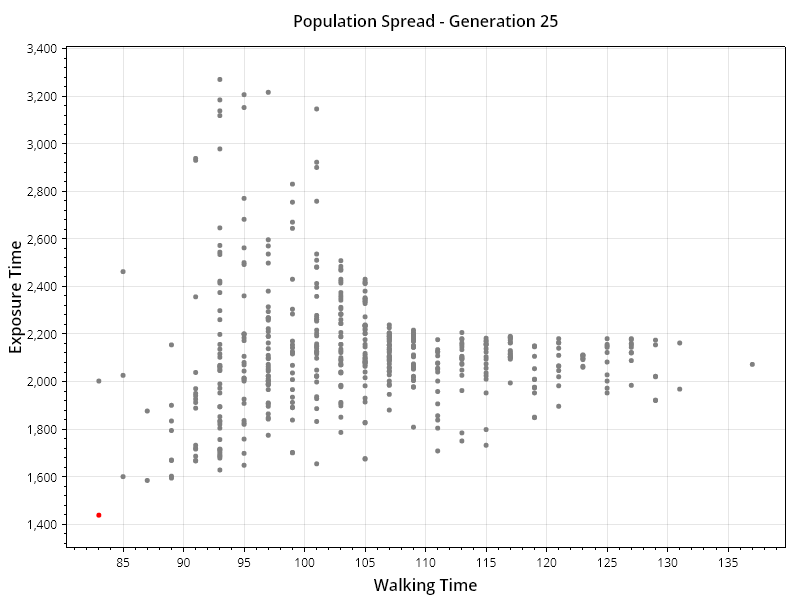 Population Spread - Generation 25
3,400
3,200
3,000
2,800
2,600
2,400
2,200
2,000
1,800
1,600
1,400
Exposure Time
85 90 95 100 105 110 115 120 125 130 135
Walking Time